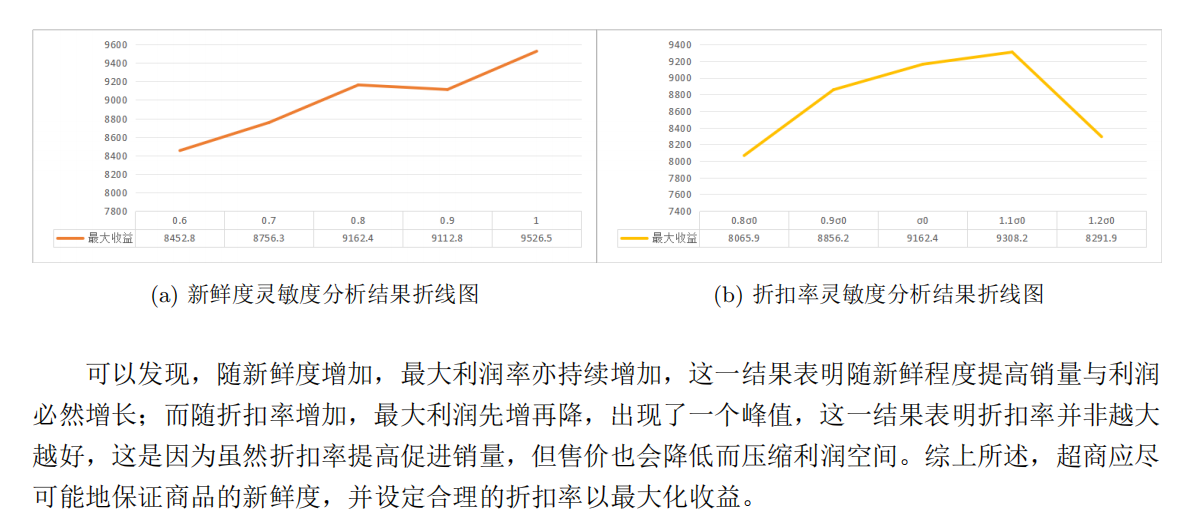 9600
9400
9200
9000
8800
8600
8400
8200
8000
7800
0.6 0.7 0.8 0.9 1
最大收益 8452.8 8756.3 9162.4 9112.8 9526.5
9400
9200
9000
8800
8600
8400
8200
8000
7800
7600
7400
0.8σ0 0.9σ0 σ0 1.1σ0 1.2σ0
最大收益 8065.9 8856.2 9162.4 9308.2 8291.9
(a) 新鲜度灵敏度分析结果折线图
(b) 折扣率灵敏度分析结果折线图
可以发现，随新鲜度增加，最大利润率亦持续增加，这一结果表明随新鲜程度提高销量与利润
必然增长；而随折扣率增加，最大利润先增再降，出现了一个峰值，这一结果表明折扣率并非越大
越好，这是因为虽然折扣率提高促进销量，但售价也会降低而压缩利润空间。综上所述，超商应尽
可能地保证商品的新鲜度，并设定合理的折扣率以最大化收益。